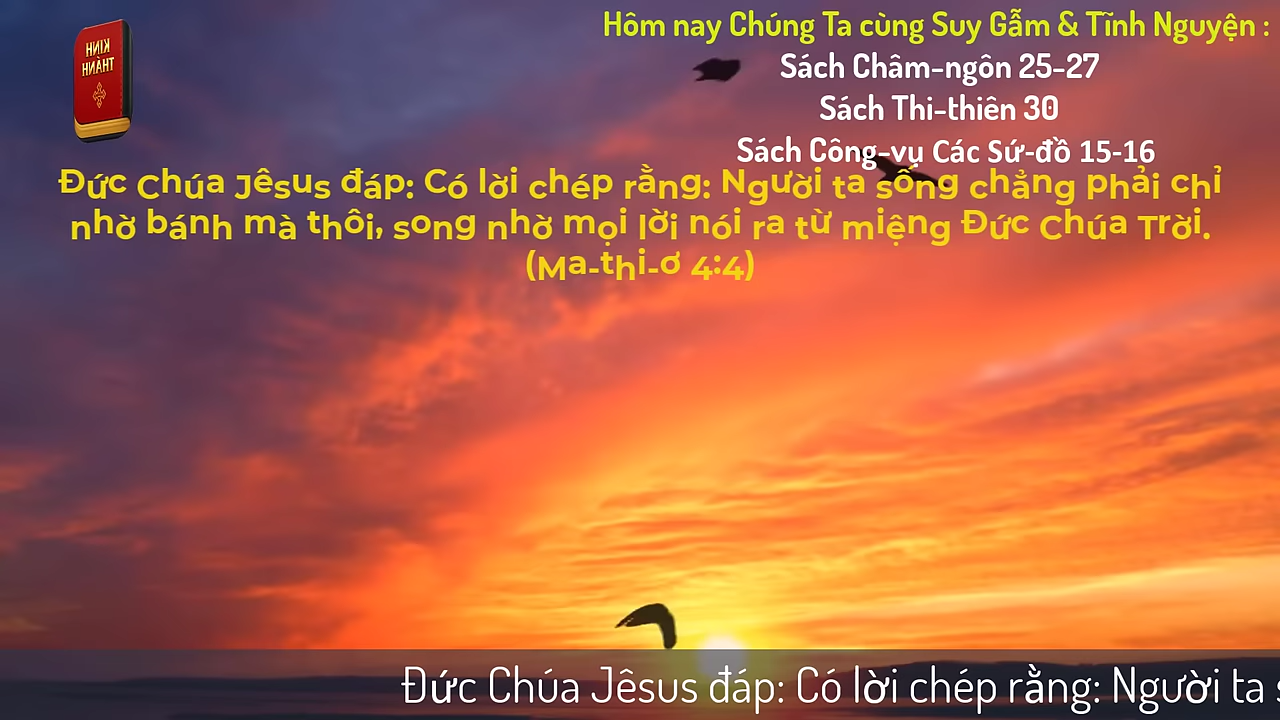 Hôm nay Chúng Ta cùng Suy Gẫm & Tĩnh Nguyện :
Sách Châm-ngôn 25-27
Sách Thi-thiên 30
Sách Công-vụ Các Sứ-đồ 15-16
KINH
THÁNH
Đức Chúa Jêsus đáp: Có lời chép rằng: Người ta sống chẳng phải chỉ
nhờ bánh mà thôi, song nhờ mọi lời nói ra từ miệng Đức Chúa Trời.
(Ma-thi-ơ 4:4)
Đức Chúa Jêsus đáp: Có lời chép rằng: Người ta